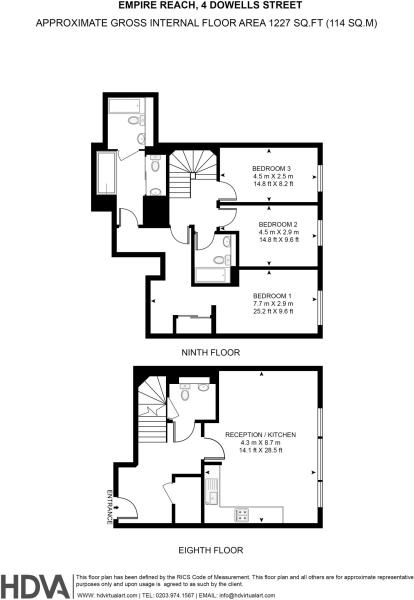 EMPIRE REACH, 4 DOWELLS STREET
APPROXIMATE GROSS INTERNAL FLOOR AREA 1227 SQ.FT (114 SQ.M)
BEDROOM 3
4.5 m X 2.5 m
14.8 ft X 8.2 ft
BEDROOM 2
4.5 m X 2.9 m
14.8 ft X 9.6 ft
BEDROOM 1
7.7 m X 2.9 m
25.2 ft X 9.6 ft
NINTH FLOOR
RECEPTION / KITCHEN
4.3 m X 8.7 m
14.1 ft X 28.5 ft
ENTRANCE
EIGHTH FLOOR
HDVA
This floor plan has been defined by the RICS Code of Measurement. This floor plan and all others are for approximate representative
purposes only and upon usage is agreed to as such by the client.
WWW. hdvirtualart.com | TEL: 0203.974.1567 | EMAIL: info@hdvirtualart.com